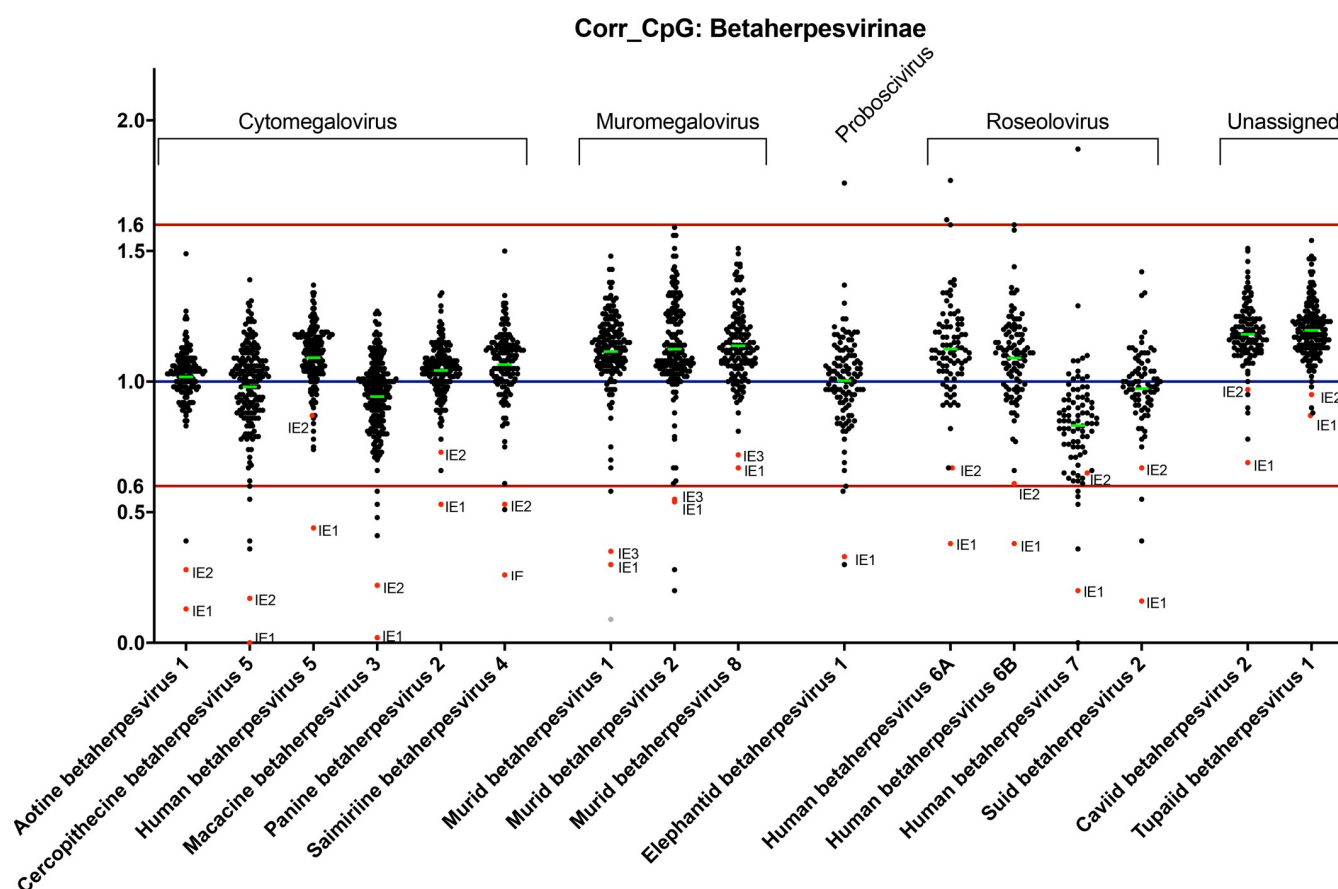 Corr_CpG: Betaherpesvirinae
Proboscivirus
Cytomegalovirus
Muromegalovirus
Roseolovirus
Unassigned
2.0
1.6
1.5
1.0
0.6
0.5
0.0
IE2
IE1
IE2
IE1
IE2
IE1
IE2
IE1
IE2
IE1
IE2
IF
IE3
IE1
IE3
IE1
IE3
IE1
IE1
IE2
IE1
IE2
IE1
IE2
IE1
IE2
IE1
IE2
IE1
IE2
IE1
Aotine betaherpesvirus 1
Cercopithecine betaherpesvirus 5
Human betaherpesvirus 5
Macacine betaherpesvirus 3
Panine betaherpesvirus 2
Saimiriine betaherpesvirus 4
Murid betaherpesvirus 1
Murid betaherpesvirus 2
Murid betaherpesvirus 8
Elephantid betaherpesvirus 1
Human betaherpesvirus 6A
Human betaherpesvirus 6B
Human betaherpesvirus 7
Suid betaherpesvirus 2
Caviid betaherpesvirus 2
Tupaiid betaherpesvirus 1